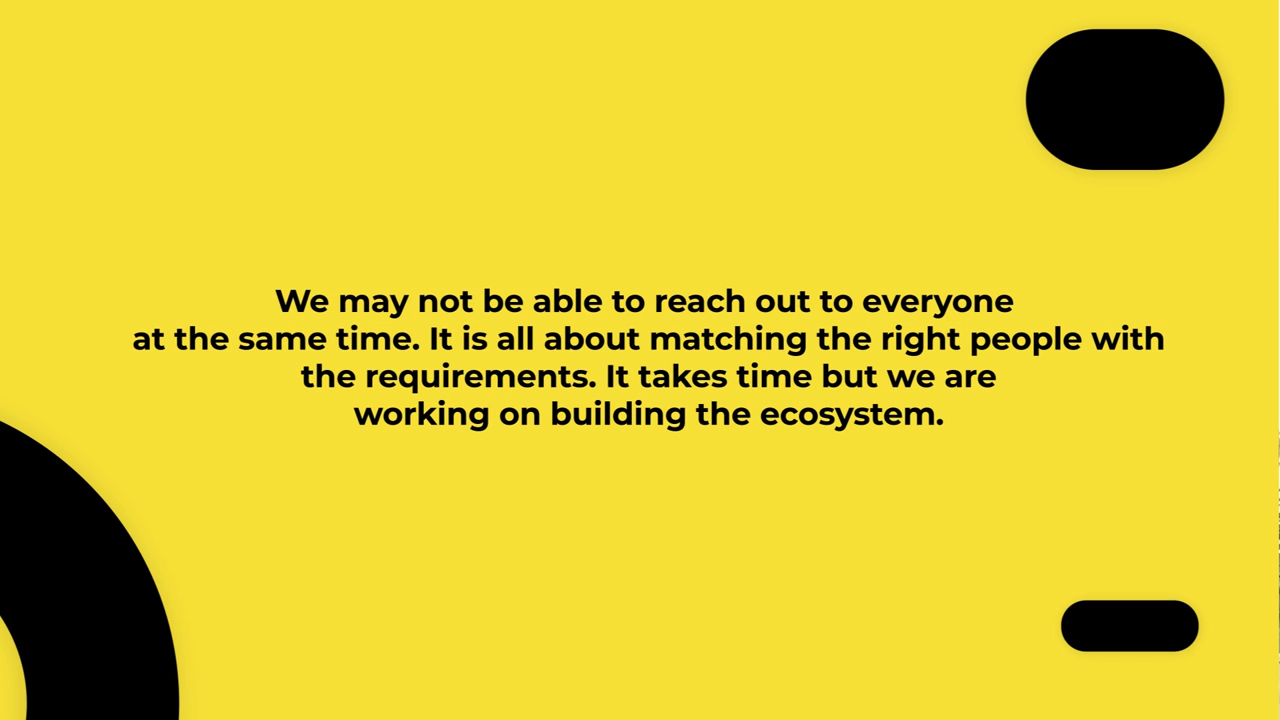 We may not be able to reach out to everyone
at the same time. It is all about matching the right people with
the requirements. It takes time but we are
working on building the ecosystem.